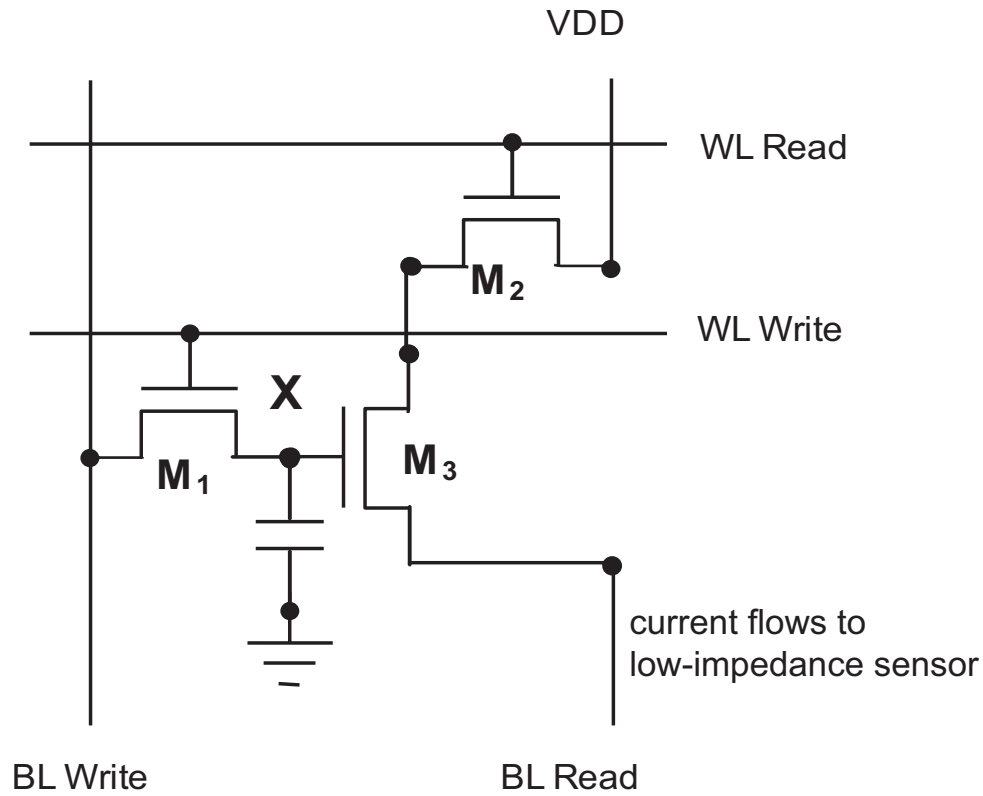 VDD
WL Read
M2
WL Write
X
M1
M3
current flows to
low-impedance sensor
BL Write
BL Read